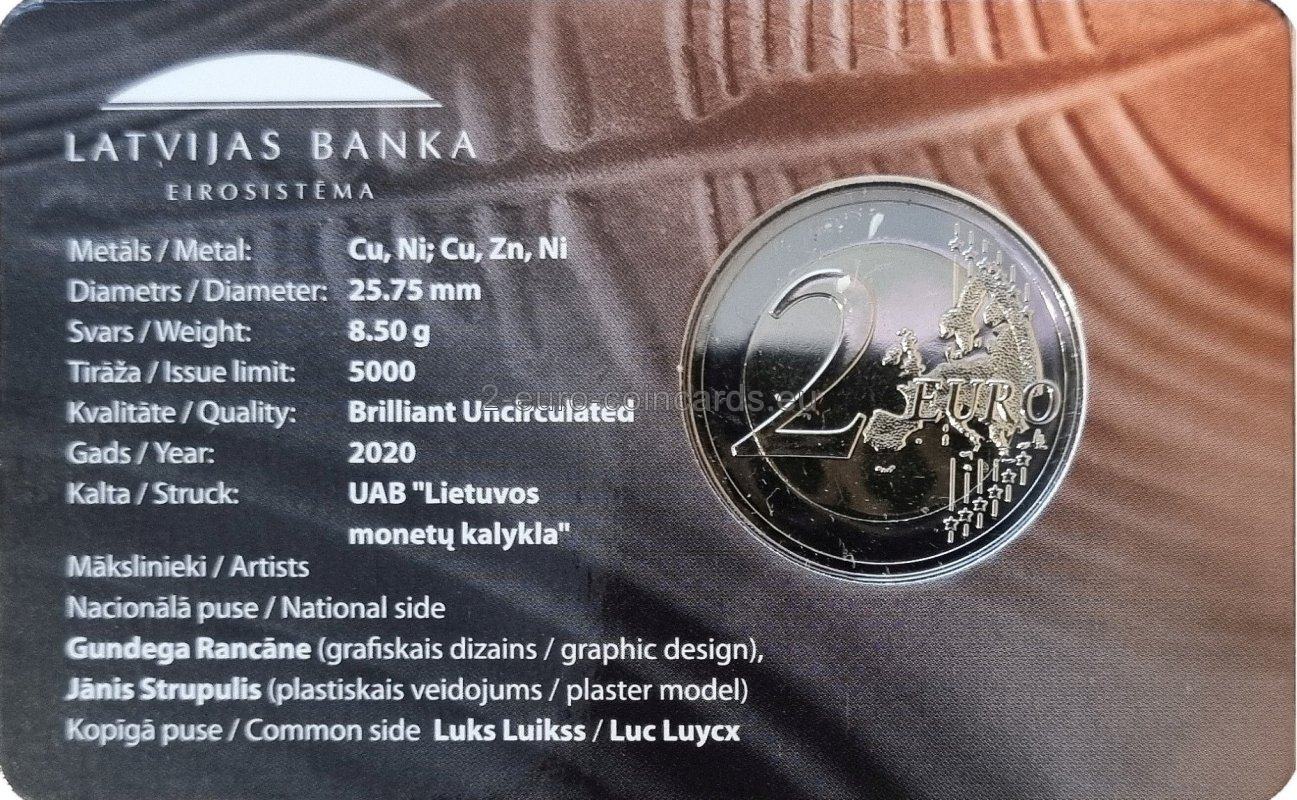 LATVIJAS BANKA
EIROSISTĒMA
Metāls / Metal: Cu, Ni; Cu, Zn, Ni
Diametrs / Diameter: 25.75 mm
Svars / Weight: 8.50 g
Tirāža / Issue limit: 5000
Kvalitāte / Quality: Brilliant Uncirculated
Gads / Year: 2020
Kalta / Struck: UAB "Lietuvos
monetų kalykla"
Mākslinieki / Artists
Nacionālā puse / National side
Gundega Rancāne (grafiskais dizains / graphic design),
Jānis Strupulis (plastiskais veidojums / plaster model)
Kopīgā puse / Common side Luks Luikss / Luc Luycx
2 EURO
2-euro-coincards.eu